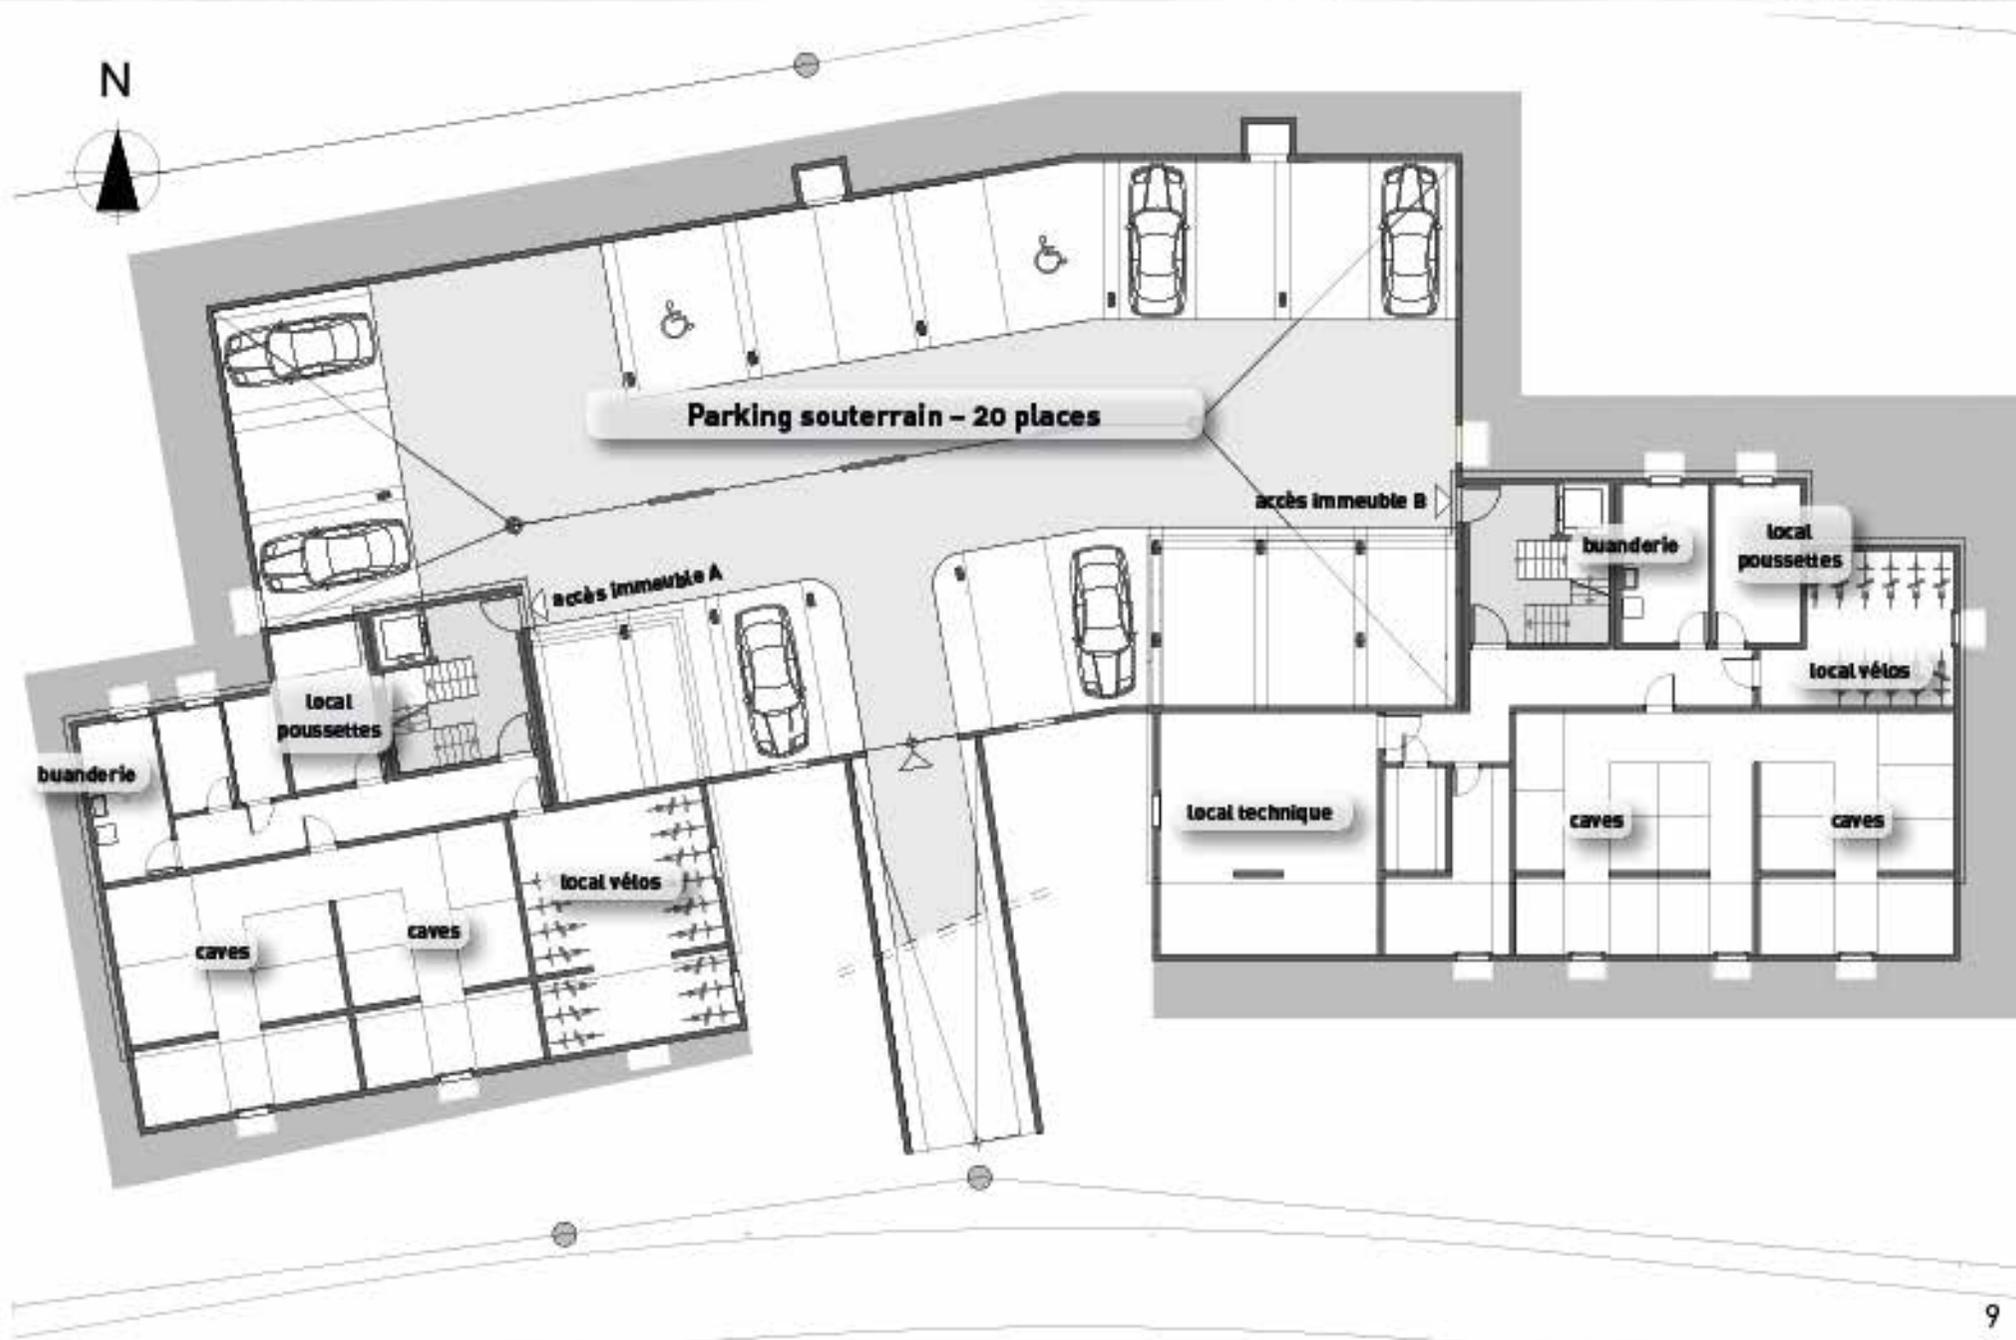 N
Parking souterrain – 20 places
accès immeuble B
buanderie
local
poussettes
accès immeuble A
local vélos
local
poussettes
buanderie
local technique
caves
caves
local vélos
caves
caves
9